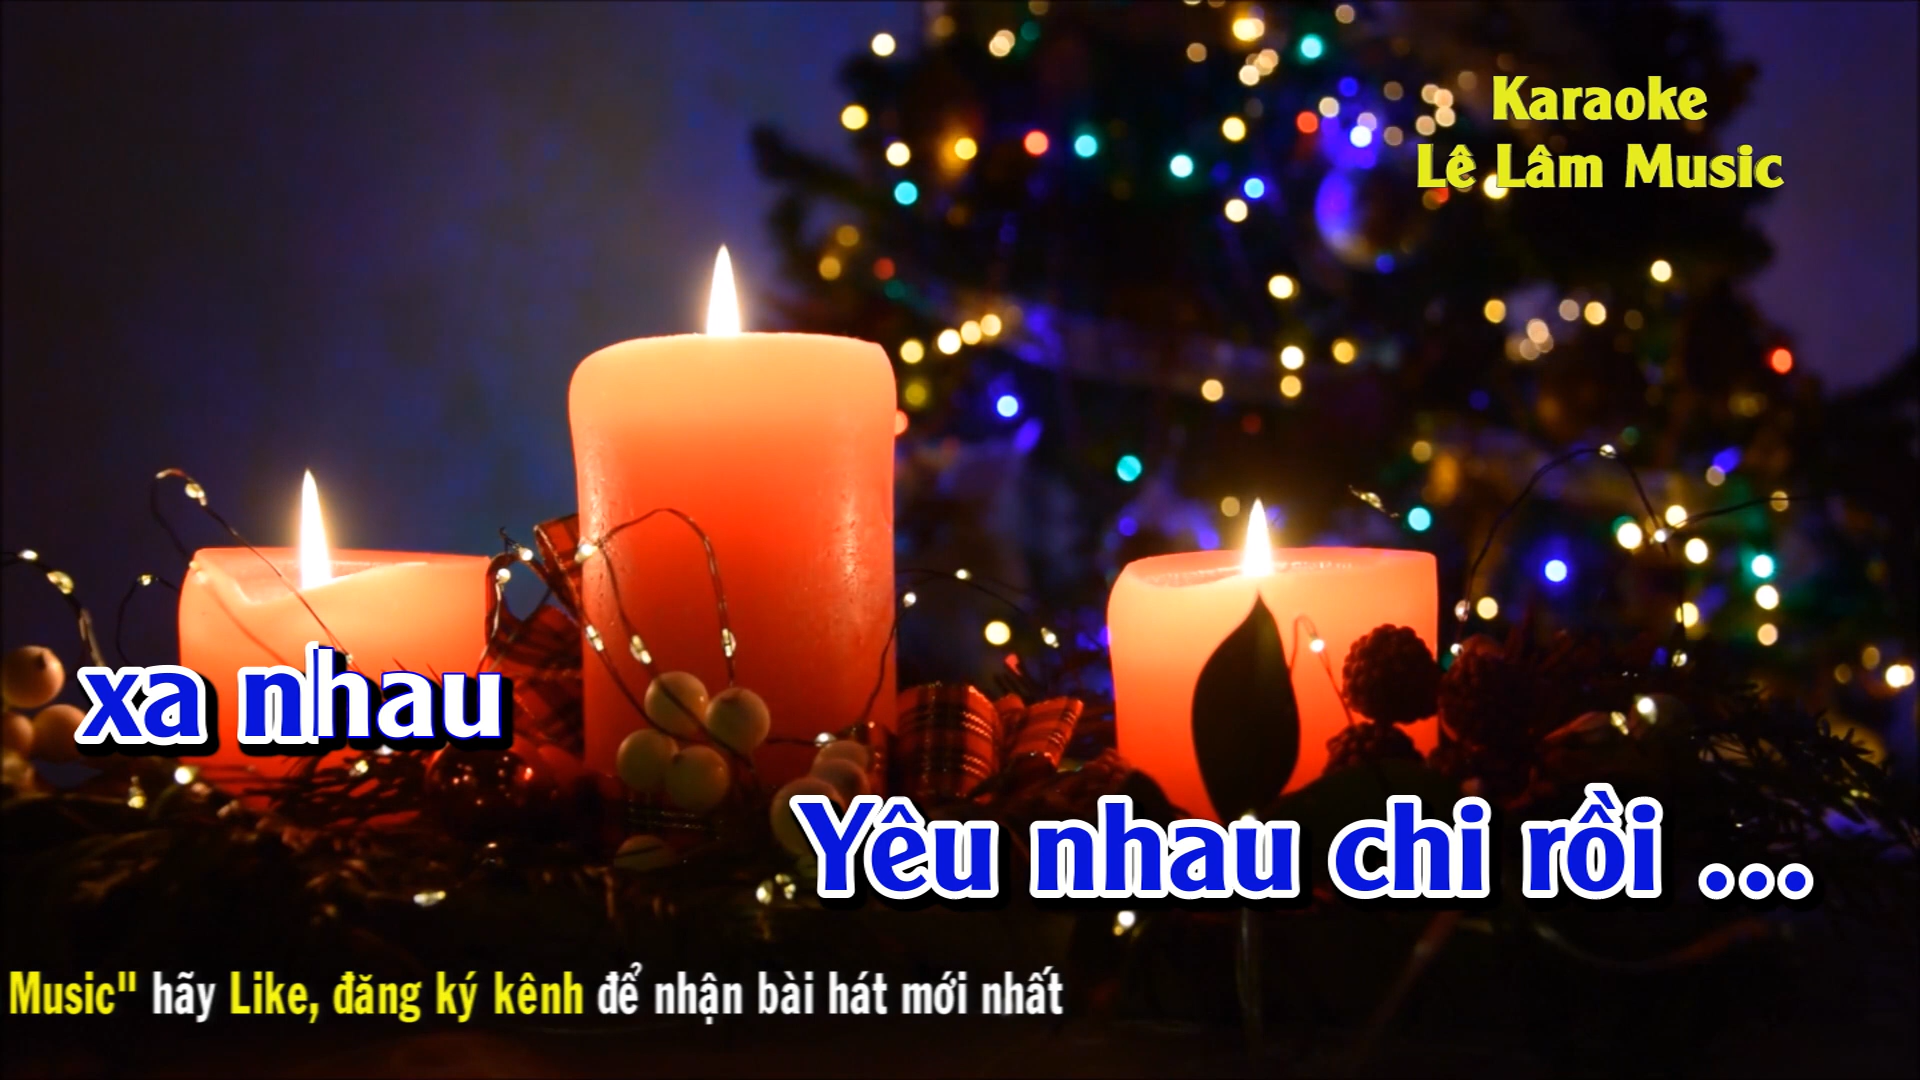 Karaoke
Lê Lâm Music
xa nhau
Yêu nhau chi rồi ...
Music" hãy Like, đăng ký kênh để nhận bài hát mới nhất